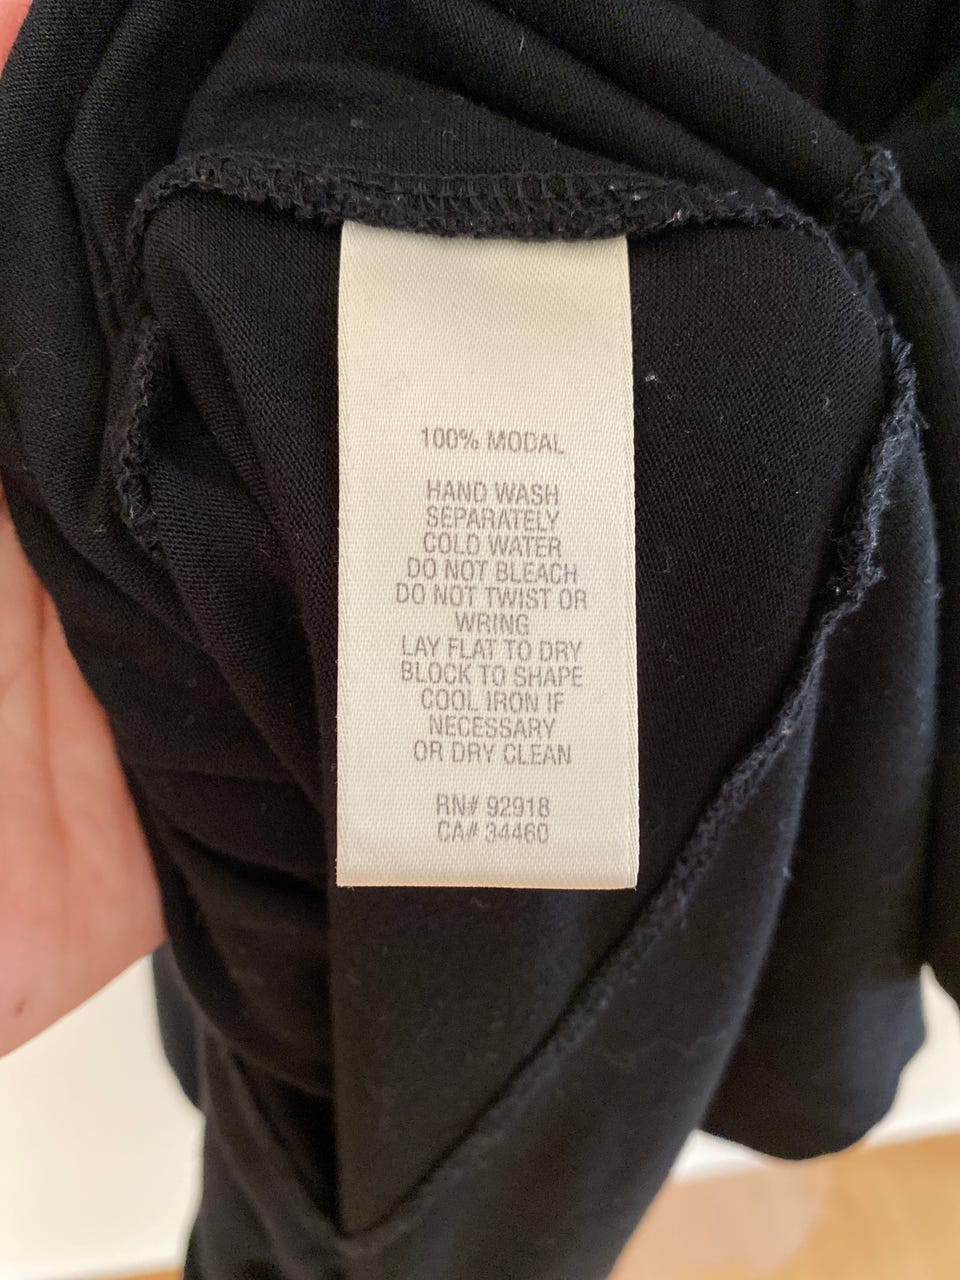 100% MODAL
HAND WASH
SEPARATELY
COLD WATER
DO NOT BLEACH
DO NOT TWIST OR
WRING
LAY FLAT TO DRY
BLOCK TO SHAPE
COOL IRON IF
NECESSARY
OR DRY CLEAN
RN# 92918
CA# 34460